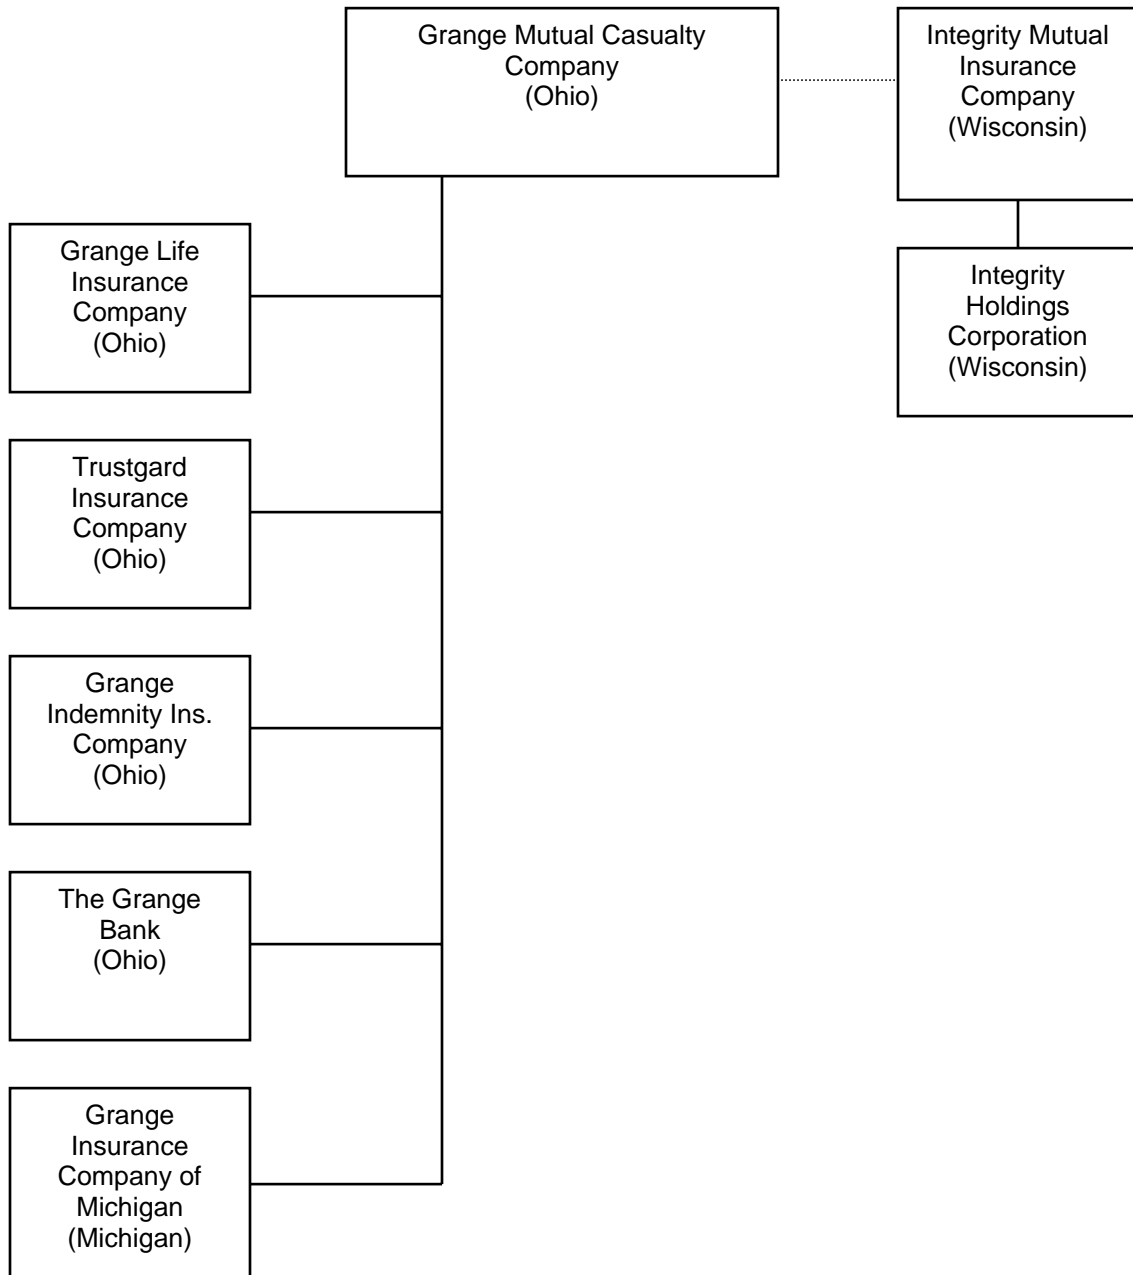 Grange Mutual Casualty
Company
(Ohio)
Integrity Mutual
Insurance
Company
(Wisconsin)
Grange Life
Insurance
Company
(Ohio)
Integrity
Holdings
Corporation
(Wisconsin)
Trustgard
Insurance
Company
(Ohio)
Grange
Indemnity Ins.
Company
(Ohio)
The Grange
Bank
(Ohio)
Grange
Insurance
Company of
Michigan
(Michigan)